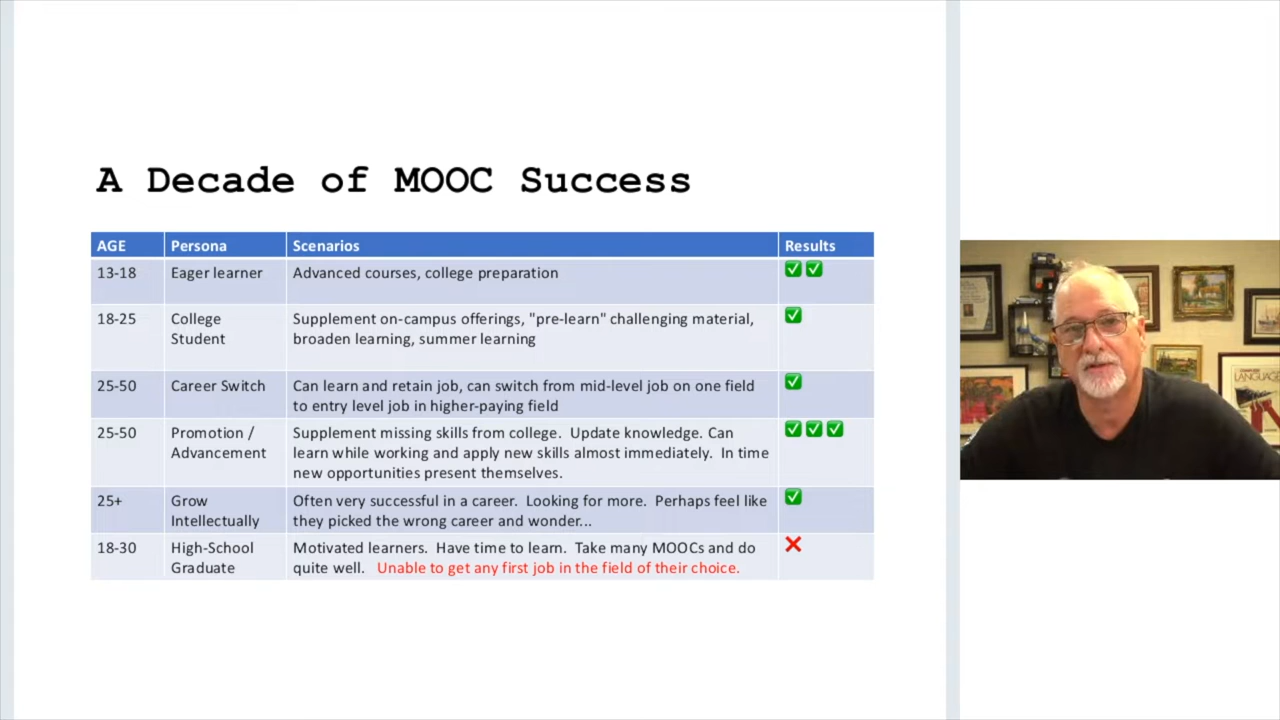 A Decade of MOOC Success
AGE Persona Scenarios Results
13-18 Eager learner Advanced courses, college preparation ✅✅
18-25 College Student Supplement on-campus offerings, "pre-learn" challenging material,
broaden learning, summer learning ✅
25-50 Career Switch Can learn and retain job, can switch from mid-level job on one field
to entry level job in higher-paying field ✅
25-50 Promotion / Advancement Supplement missing skills from college. Update knowledge. Can
learn while working and apply new skills almost immediately. In time
new opportunities present themselves. ✅✅✅
25+ Grow Intellectually Often very successful in a career. Looking for more. Perhaps feel like
they picked the wrong career and wonder... ✅
18-30 High-School Graduate Motivated learners. Have time to learn. Take many MOOCs and do
quite well. Unable to get any first job in the field of their choice. ❌
LANGUAGE